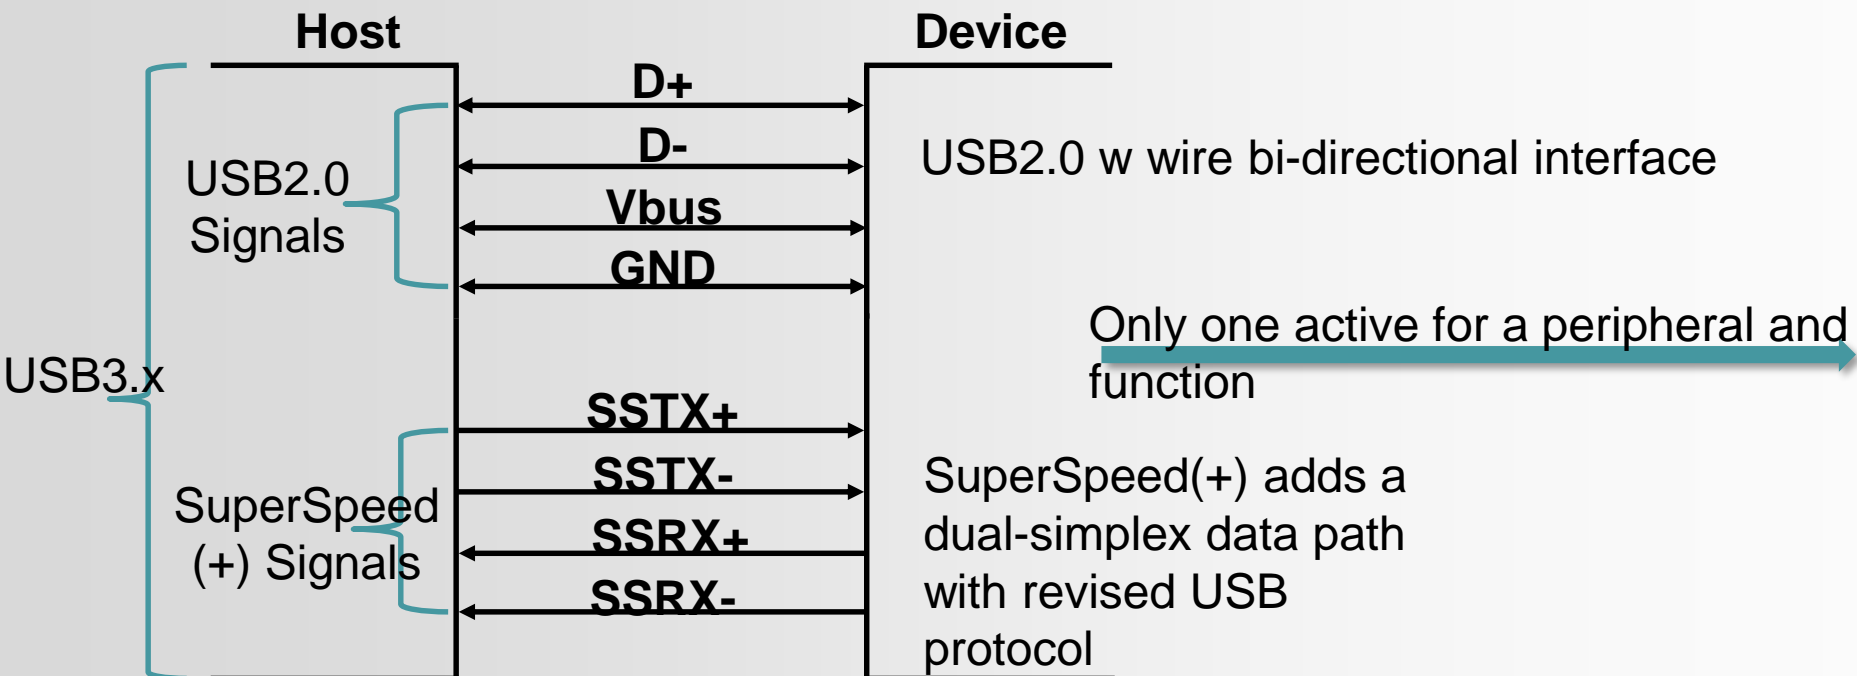 Host
Device
D+
D-
USB2.0 w wire bi-directional interface
USB2.0
Signals
Vbus
GND
Only one active for a peripheral and
function
USB3.x
SSTX+
SSTX-
SuperSpeed
(+) Signals
SSRX+
SSRX-
SuperSpeed(+) adds a
dual-simplex data path
with revised USB
protocol